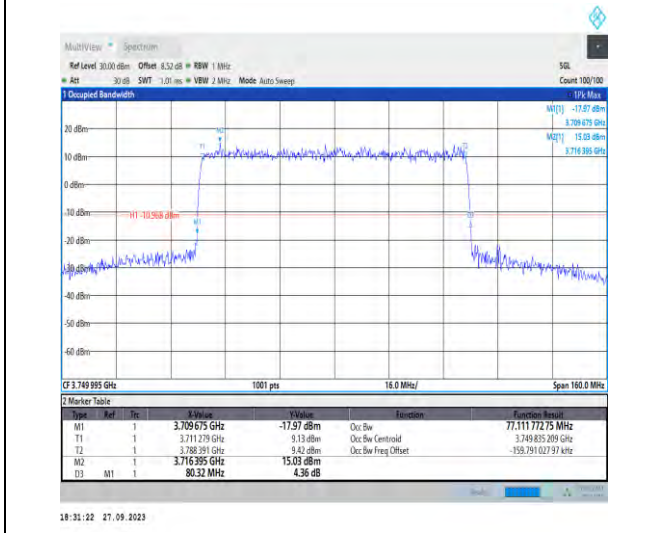 MultiView Spectrum
Ref Level 30.00 dBm Offset 8.52 dB RBW 1 MHz SGL
Att 30 dB SWT 1.01 ms VBW 2 MHz Mode Auto Sweep Count 100/100
1 Occupied Bandwidth 1Pk Max
M1[1] -17.97 dBm
3.709 675 GHz
M2[1] 15.03 dBm
3.716 395 GHz
20 dBm
M2
T1
10 dBm
0 dBm
-10 dBm H1 -10.968 dBm
M1
D3
-20 dBm
-30 dBm
-40 dBm
-50 dBm
-60 dBm
CF 3.749 995 GHz 1001 pts 16.0 MHz/ Span 160.0 MHz
2 Marker Table
Type Ref Trc X-Value Y-Value Function Function Result
M1 1 3.709 675 GHz -17.97 dBm Occ Bw 77.111 772 75 MHz
T1 1 3.711 279 GHz 9.13 dBm Occ Bw Centroid 3.749 835 209 GHz
T2 1 3.788 391 GHz 9.42 dBm Occ Bw Freq Offset -159.791 027 97 kHz
M2 1 3.716 395 GHz 15.03 dBm
D3 M1 1 80.32 MHz 4.36 dB
Ready
18:31:22 27.09.2023